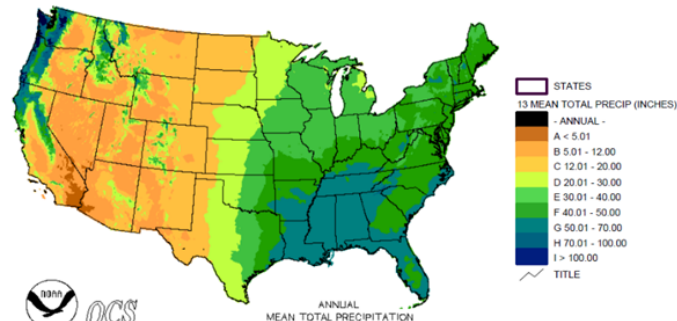 STATES
13 MEAN TOTAL PRECIP (INCHES)
- ANNUAL -
A < 5.01
B 5.01 - 12.00
C 12.01 - 20.00
D 20.01 - 30.00
E 30.01 - 40.00
F 40.01 - 50.00
G 50.01 - 70.00
H 70.01 - 100.00
I > 100.00
TITLE
NOAA
OCS
ANNUAL
MEAN TOTAL PRECIPITATION